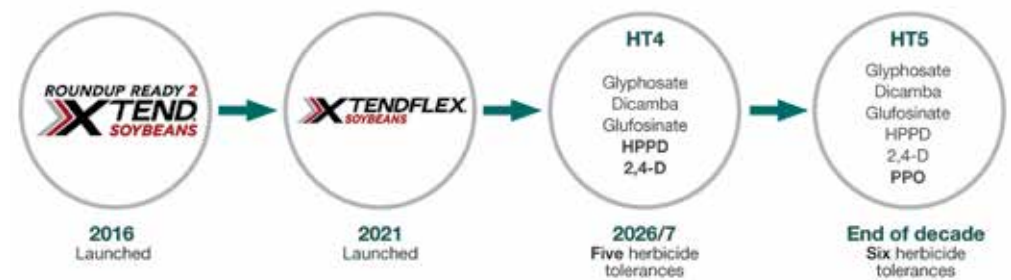 ROUNDUP READY 2
XTEND
SOYBEANS
2016
Launched
XTENDFLEX
SOYBEANS
2021
Launched
HT4
Glyphosate
Dicamba
Glufosinate
HPPD
2,4-D
2026/7
Five herbicide
tolerances
HT5
Glyphosate
Dicamba
Glufosinate
HPPD
2,4-D
PPO
End of decade
Six herbicide
tolerances